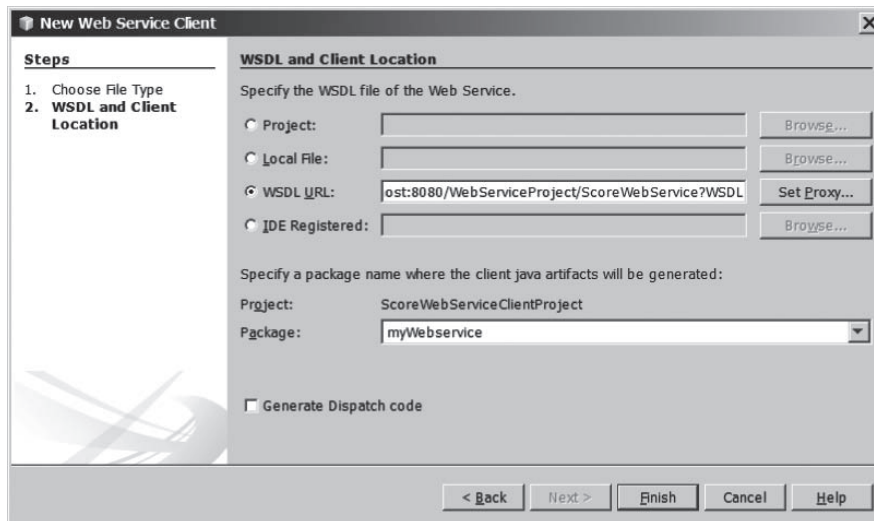 New Web Service Client
Steps
1. Choose File Type
2. WSDL and Client
Location
WSDL and Client Location
Specify the WSDL file of the Web Service.
Project:
Browse...
Local File:
Browse...
WSDL URL:
ost:8080/WebServiceProject/ScoreWebService?WSDL
Set Proxy...
IDE Registered:
Browse...
Specify a package name where the client java artifacts will be generated:
Project:
ScoreWebServiceClientProject
Package:
myWebservice
Generate Dispatch code
< Back
Next >
Finish
Cancel
Help